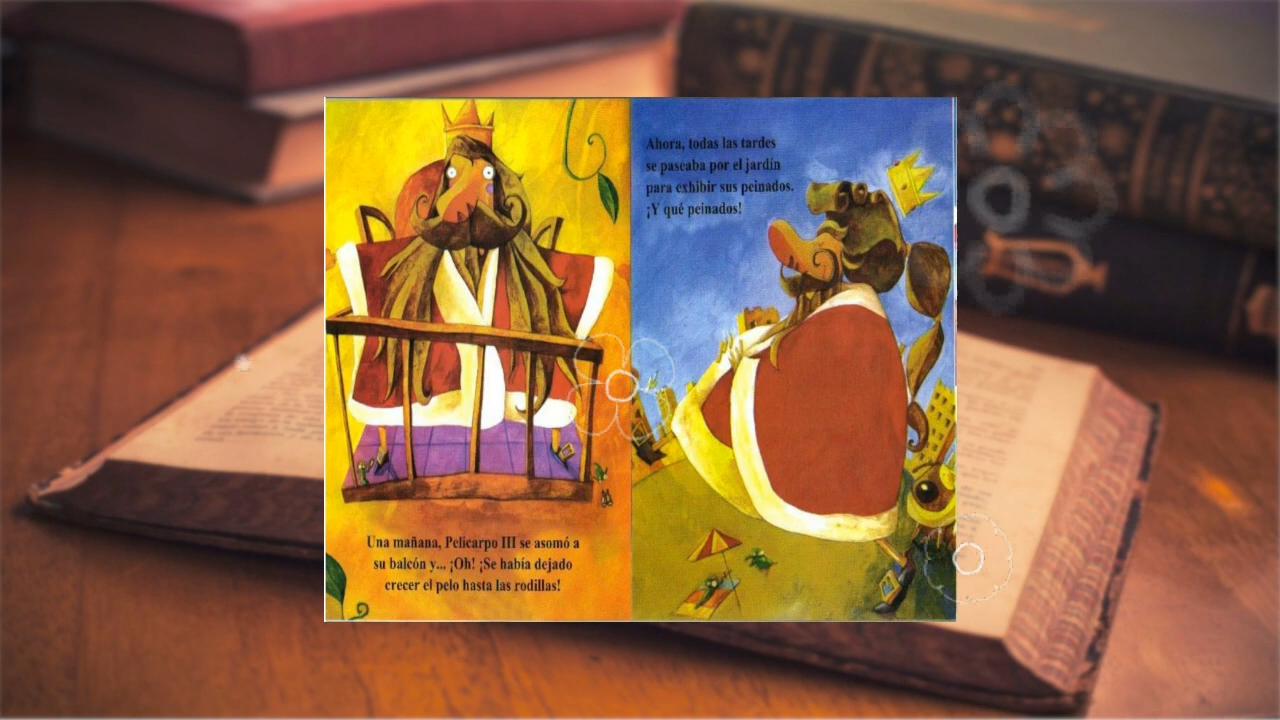 Una mañana, Pelicarpo III se asomó a
su balcón y... ¡Oh! ¡Se había dejado
crecer el pelo hasta las rodillas!
Ahora, todas las tardes
se paseaba por el jardín
para exhibir sus peinados.
¡Y qué peinados!